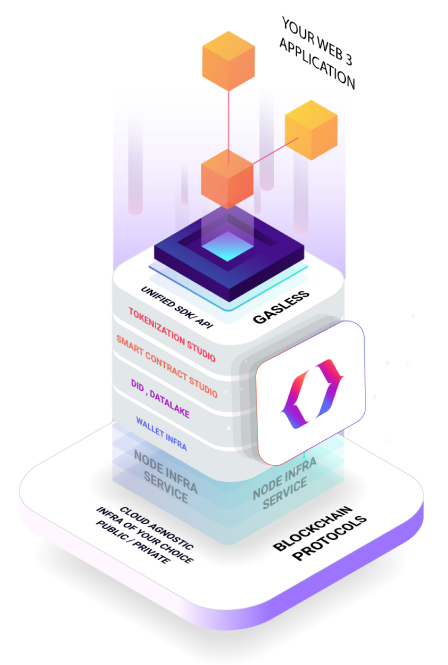 YOUR WEB 3
APPLICATION
UNIFIED SDK/ API
GASLESS
TOKENIZATION STUDIO
SMART CONTRACT STUDIO
DID , DATALAKE
WALLET INFRA
NODE INFRA
SERVICE
NODE INFRA
SERVICE
CLOUD AGNOSTIC
INFRA OF YOUR CHOICE
PUBLIC / PRIVATE
BLOCKCHAIN
PROTOCOLS